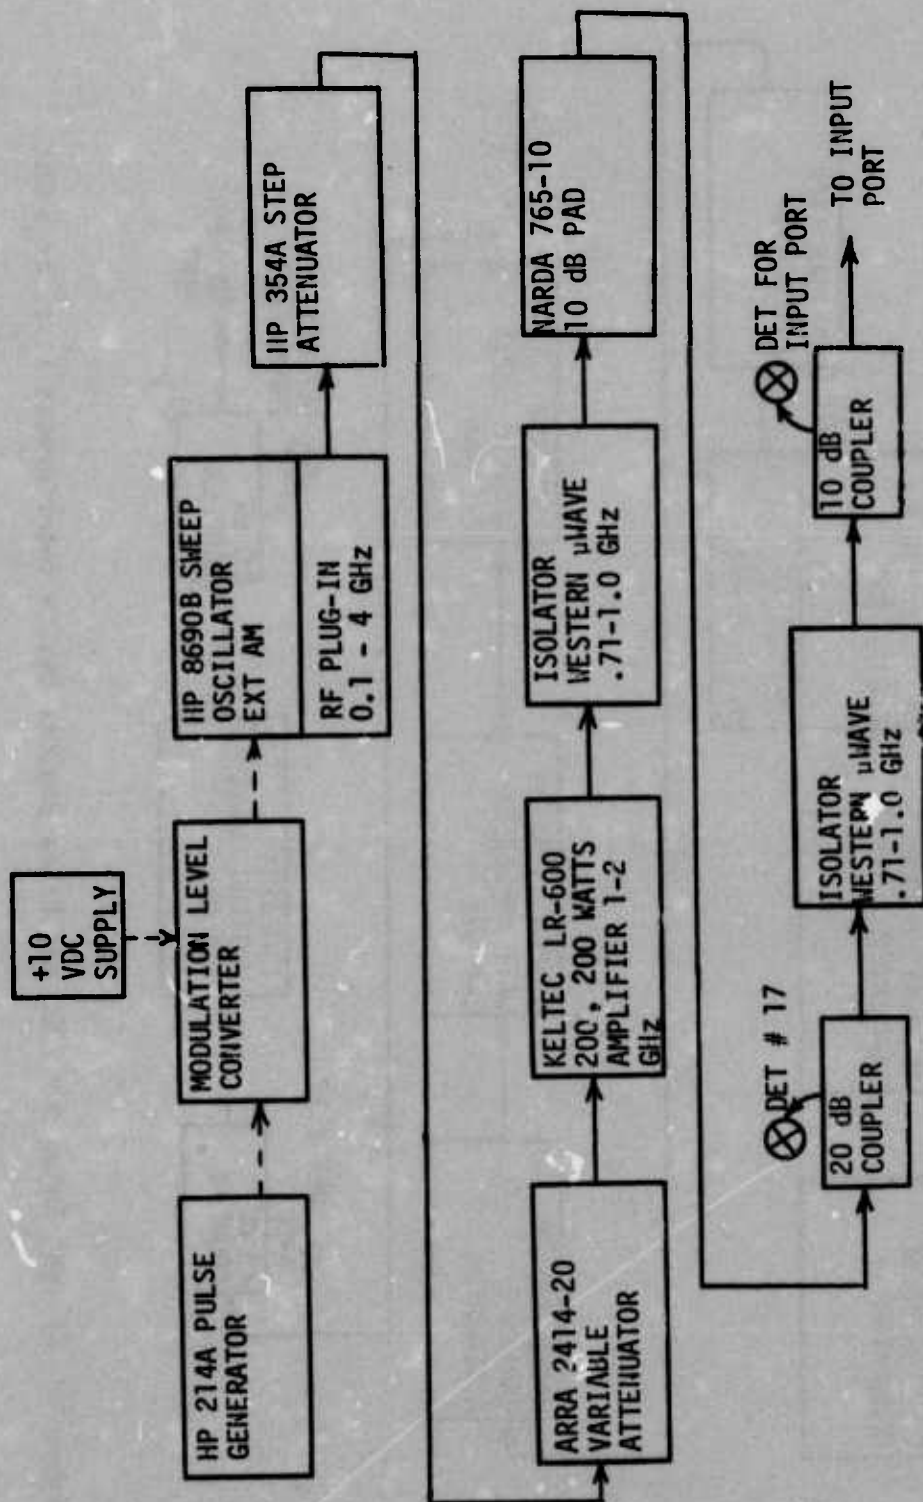 +10
VDC
SUPPLY
HP 214A PULSE
GENERATOR
MODULATION LEVEL
CONVERTER
HP 8690B SWEEP
OSCILLATOR
EXT AM
RF PLUG-IN
0.1 - 4 GHz
HP 354A STEP
ATTENUATOR
ARRA 2414-20
VARIABLE
ATTENUATOR
KELTEC LR-600
200, 200 WATTS
AMPLIFIER 1-2
GHz
ISOLATOR
WESTERN μWAVE
.71-1.0 GHz
NARDA 765-10
10 dB PAD
DET # 17
20 dB
COUPLER
ISOLATOR
WESTERN μWAVE
.71-1.0 GHz
DET FOR
INPUT PORT
10 dB
COUPLER
TO INPUT
PORT